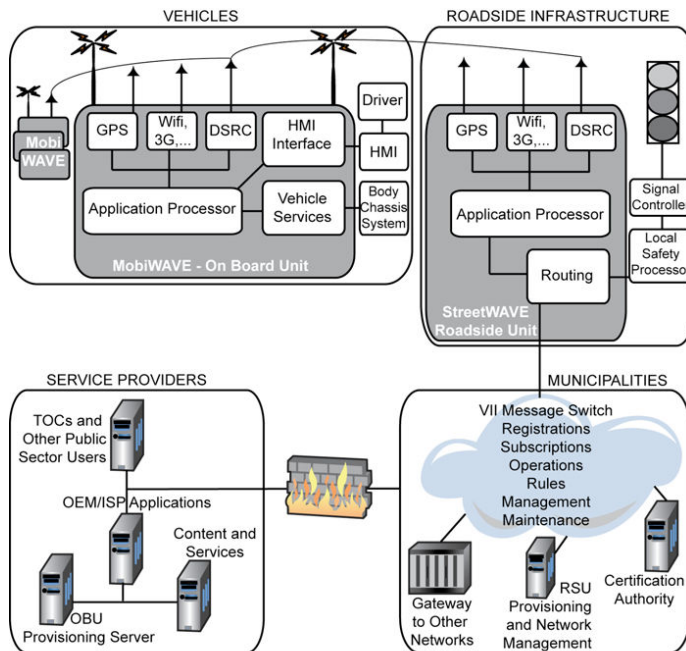 VEHICLES
Mobi
WAVE
GPS
Wifi,
3G,...
DSRC
HMI
Interface
Driver
HMI
Application Processor
Vehicle
Services
Body
Chassis
System
MobiWAVE - On Board Unit
ROADSIDE INFRASTRUCTURE
GPS
Wifi,
3G,...
DSRC
Application Processor
Routing
Signal
Controller
Local
Safety
Processor
StreetWAVE
Roadside Unit
SERVICE PROVIDERS
TOCs and
Other Public
Sector Users
OEM/ISP Applications
Content and
Services
OBU
Provisioning Server
MUNICIPALITIES
VII Message Switch
Registrations
Subscriptions
Operations
Rules
Management
Maintenance
Gateway
to Other
Networks
RSU
Provisioning
and Network
Management
Certification
Authority